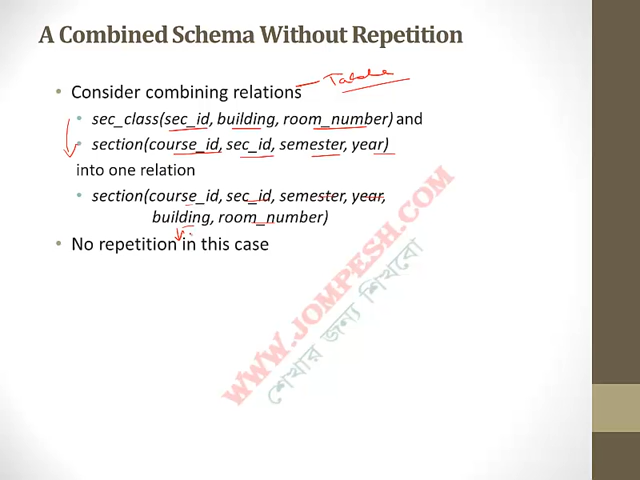 A Combined Schema Without Repetition
Consider combining relations
Table
sec_class(sec_id, building, room_number) and
section(course_id, sec_id, semester, year)
into one relation
section(course_id, sec_id, semester, year,
building, room_number)
No repetition in this case
WWW.JOMPESH.COM
শেখার জন্য শিখবো